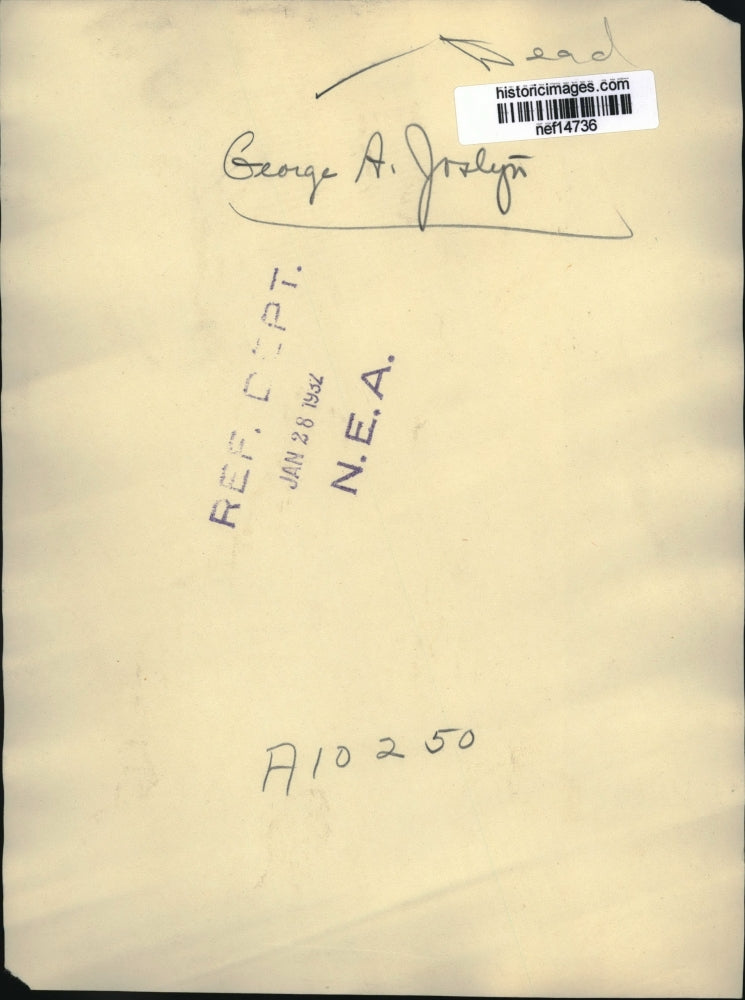 Dead
historicimages.com
nef14736
George A. Joslyn
REF. DEPT.
JAN 28 1932
N.E.A.
A10250